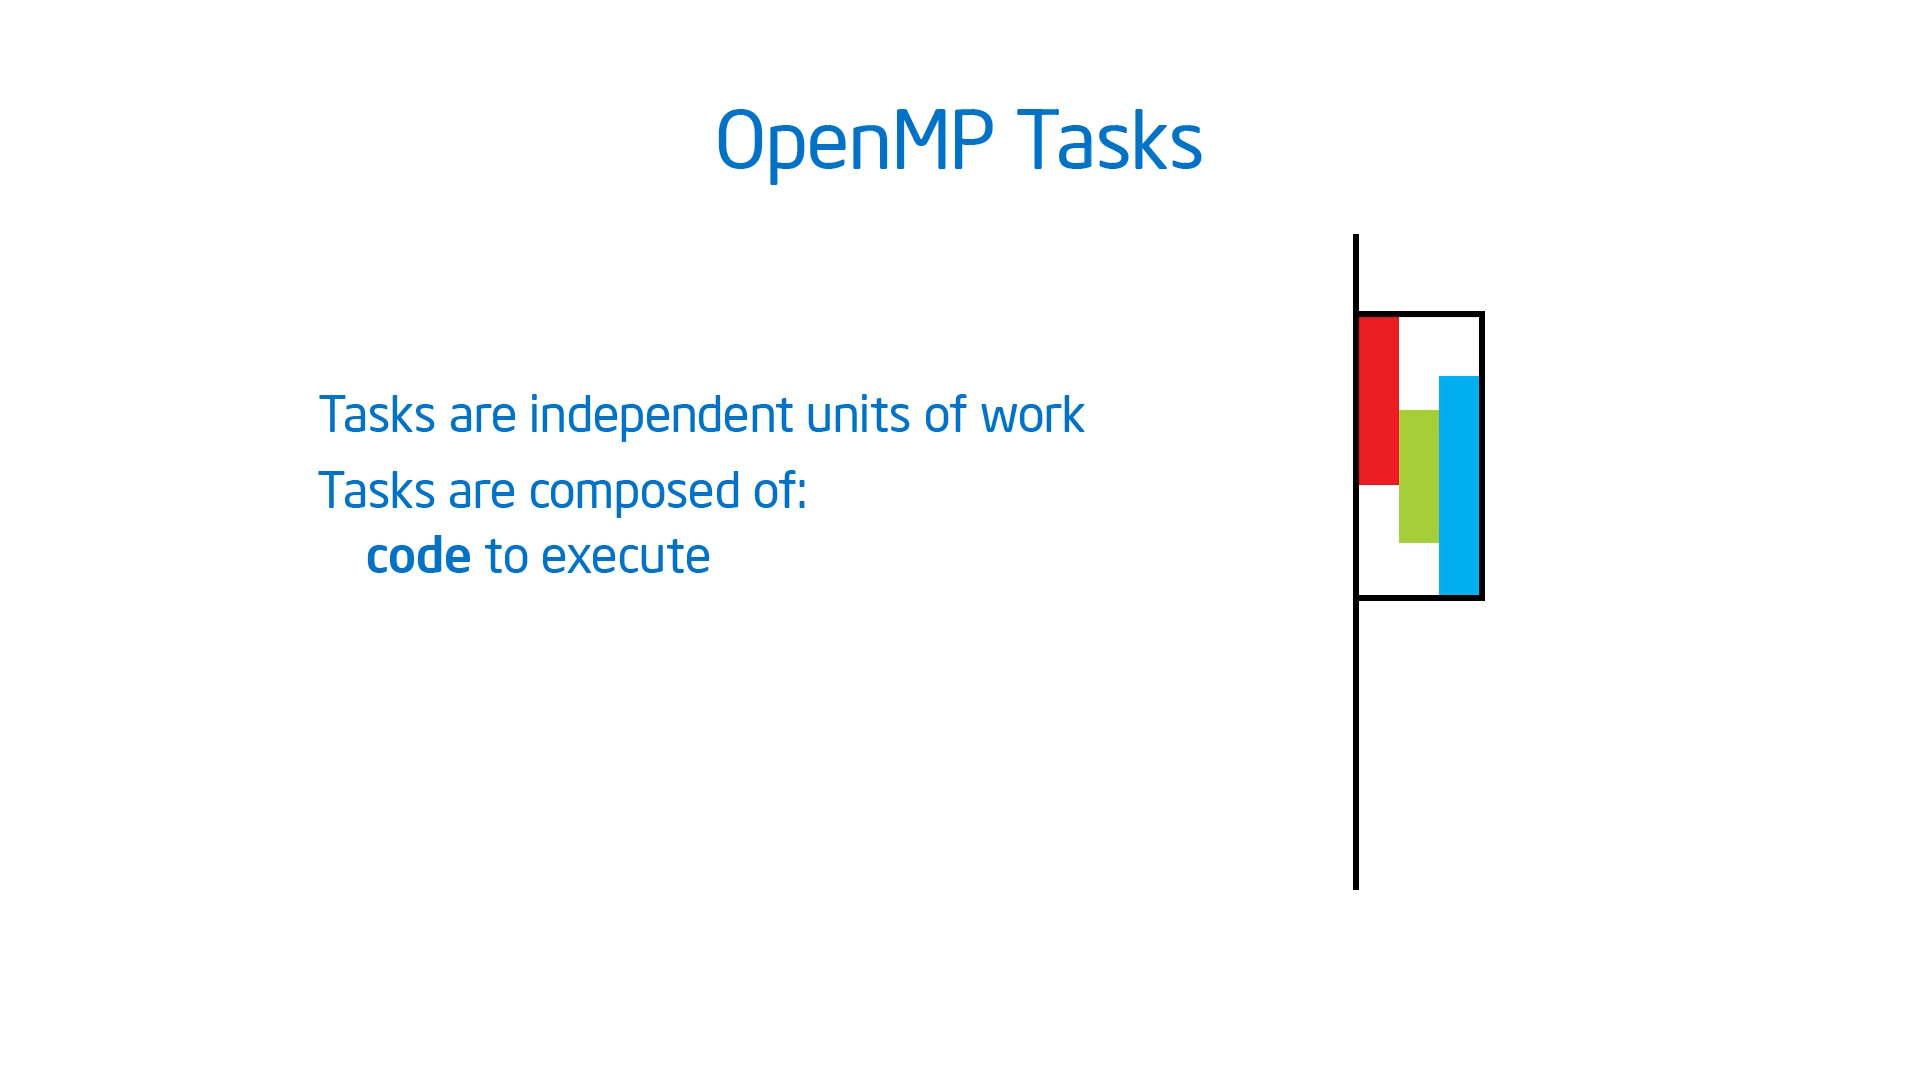 OpenMP Tasks
Tasks are independent units of work
Tasks are composed of:
code to execute